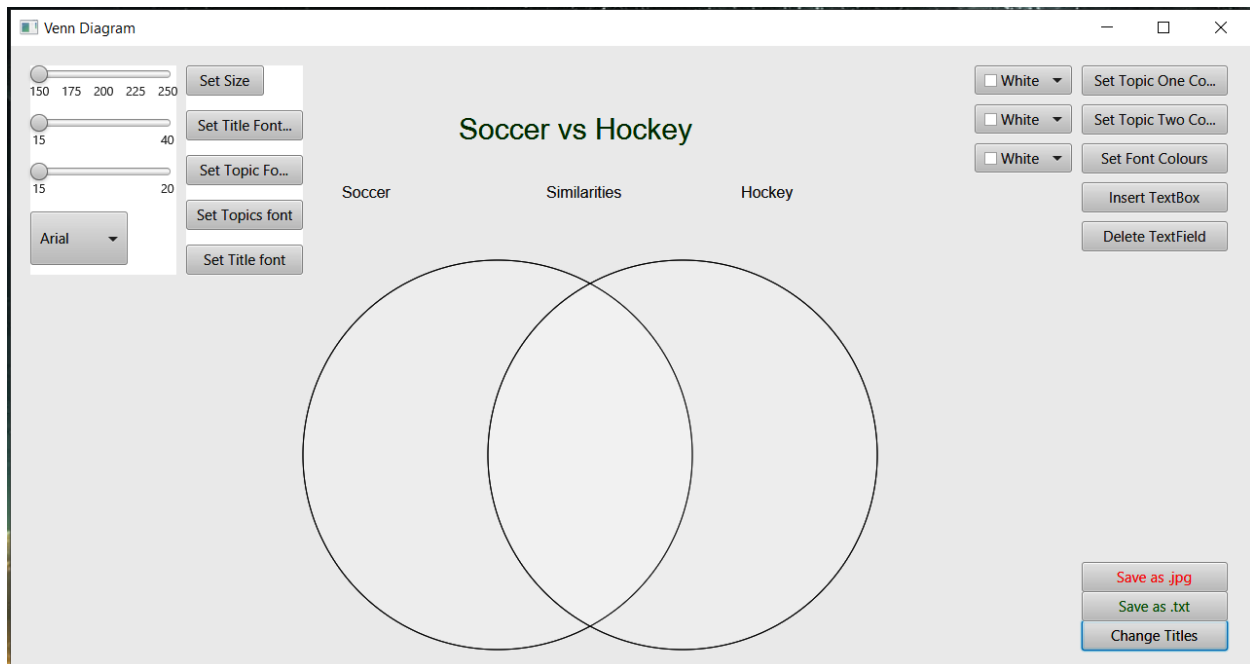 Venn Diagram
150 175 200 225 250
Set Size
15 40
Set Title Font...
15 20
Set Topic Fo...
Set Topics font
Arial
Set Title font
Soccer vs Hockey
Soccer Similarities Hockey
White Set Topic One Co...
White Set Topic Two Co...
White Set Font Colours
Insert TextBox
Delete TextField
Save as .jpg
Save as .txt
Change Titles